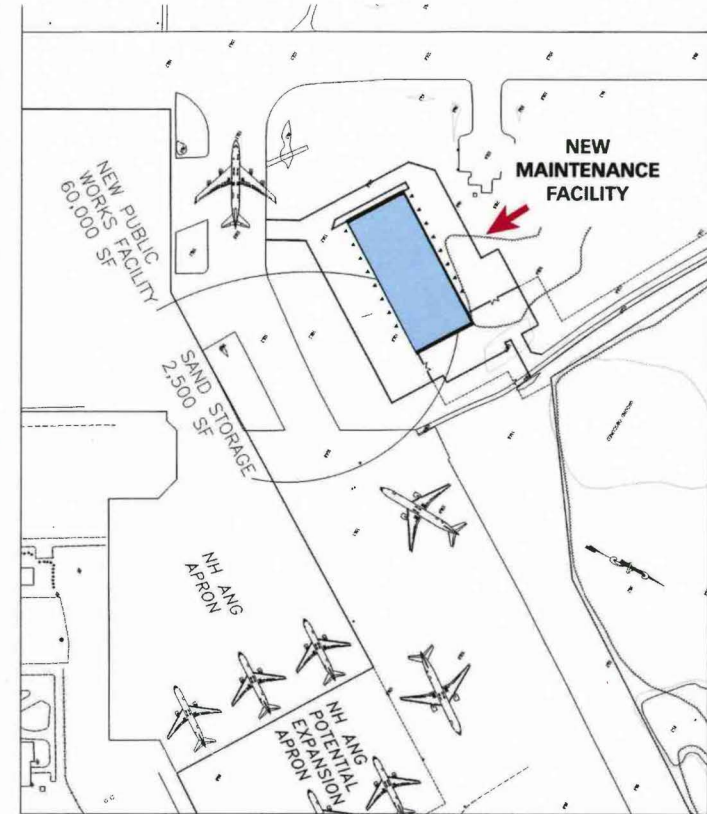 NEW
MAINTENANCE
FACILITY
NEW PUBLIC
WORKS FACILITY
60,000 SF
SAND STORAGE
2,500 SF
NH ANG
APRON
NH ANG
POTENTIAL
EXPANSION
APRON